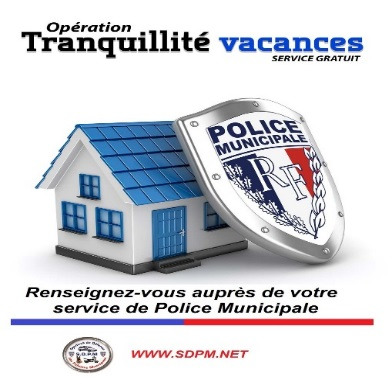 Opération
Tranquillité vacances
SERVICE GRATUIT
POLICE
MUNICIPALE
RF
Renseignez-vous auprès de votre
service de Police Municipale
S.D.P.M
WWW.SDPM.NET